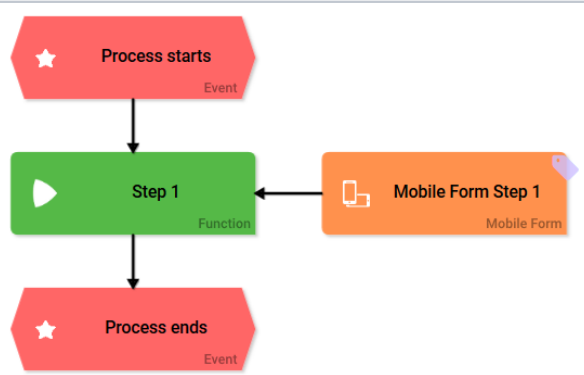 Process starts
Event
Step 1
Function
Mobile Form Step 1
Mobile Form
Process ends
Event